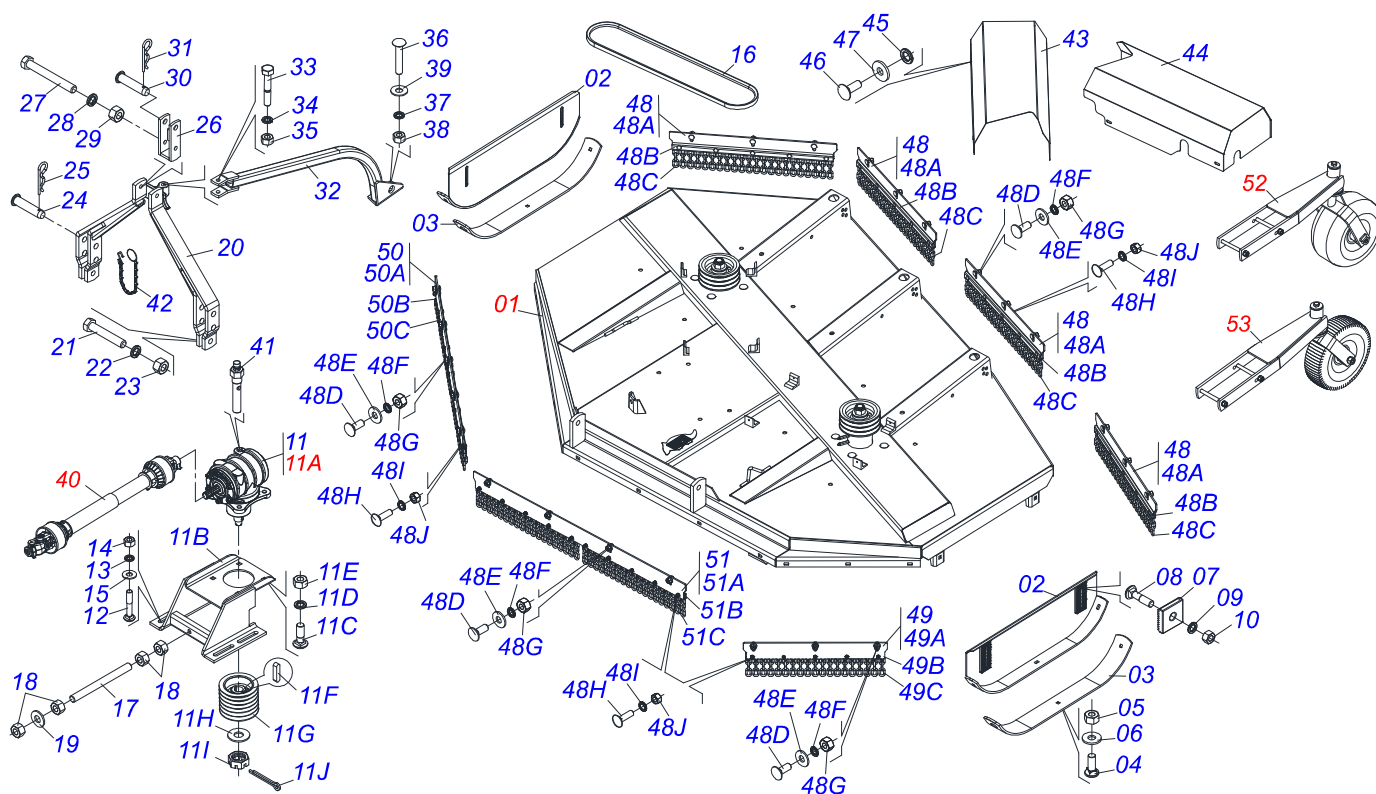 31
30
27
28
29
26
25
24
33
34
35
32
36
39
37
38
02
03
16
48
48A
48B
48C
45
47
46
43
44
48
48A
48B
48C
48D
48F
48E
48G
48J
48I
48H
52
20
42
21
22
23
41
50
50A
50B
50C
01
48
48A
48B
48C
53
48E
48F
48D
48G
48I
48H
48J
11
11A
40
11B
14
13
15
12
11E
11D
11C
48
48A
48B
48C
18
17
18
19
11F
11H
11G
11I
11J
48E
48F
48D
48G
51
51A
51B
51C
49
49A
49B
49C
48I
48H
48J
48E
48F
48D
48G
02
08
07
09
10
03
05
06
04